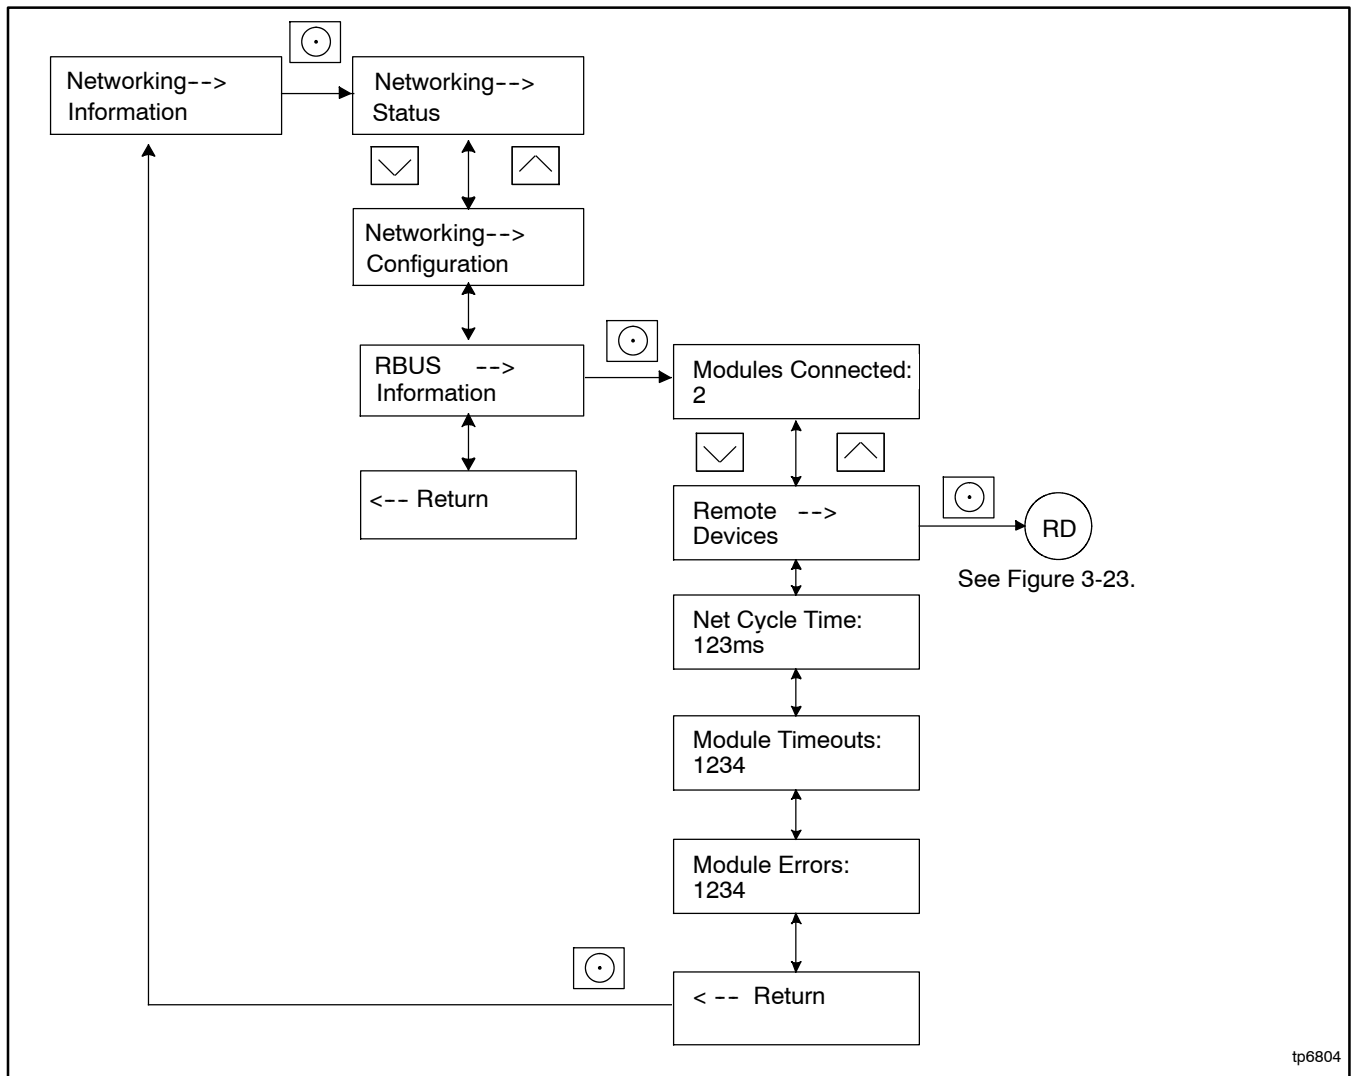 Networking-->
Information
Networking-->
Status
Networking-->
Configuration
RBUS -->
Information
<-- Return
Modules Connected:
2
Remote -->
Devices
RD
See Figure 3-23.
Net Cycle Time:
123ms
Module Timeouts:
1234
Module Errors:
1234
< -- Return
tp6804